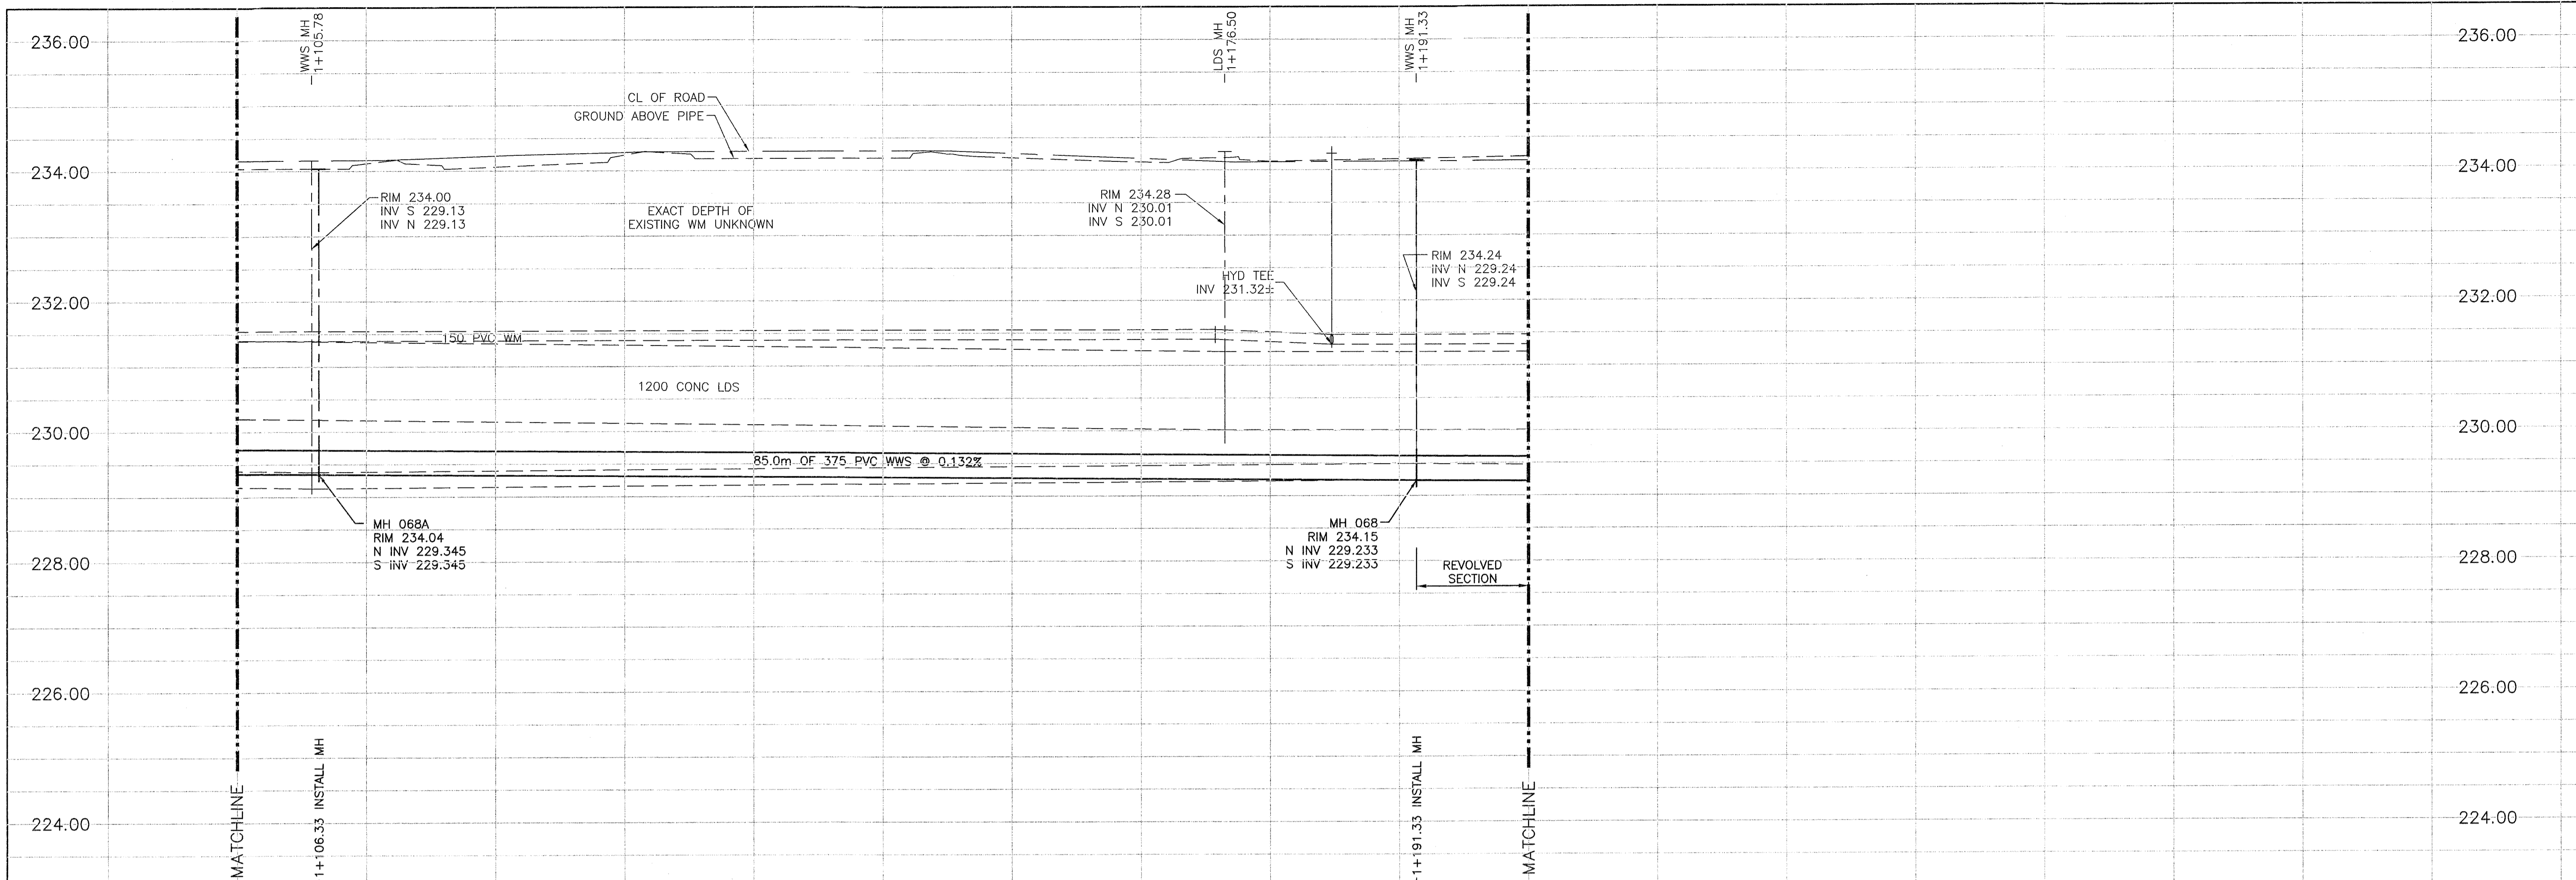 WWS MH
1+105.78
LDS MH
1+176.50
WWS MH
1+191.33
236.00
236.00
CL OF ROAD
GROUND ABOVE PIPE
234.00
234.00
RIM 234.00
INV S 229.13
INV N 229.13
EXACT DEPTH OF
EXISTING WM UNKNOWN
RIM 234.28
INV N 230.01
INV S 230.01
HYD TEE
INV 231.32±
RIM 234.24
INV N 229.24
INV S 229.24
232.00
232.00
150 PVC WM
1200 CONC LDS
230.00
230.00
85.0m OF 375 PVC WWS @ 0.132%
MH 068A
RIM 234.04
N INV 229.345
S INV 229.345
MH 068
RIM 234.15
N INV 229.233
S INV 229.233
228.00
228.00
REVOLVED
SECTION
226.00
226.00
224.00
224.00
MATCHLINE
1+106.33 INSTALL MH
1+191.33 INSTALL MH
MATCHLINE